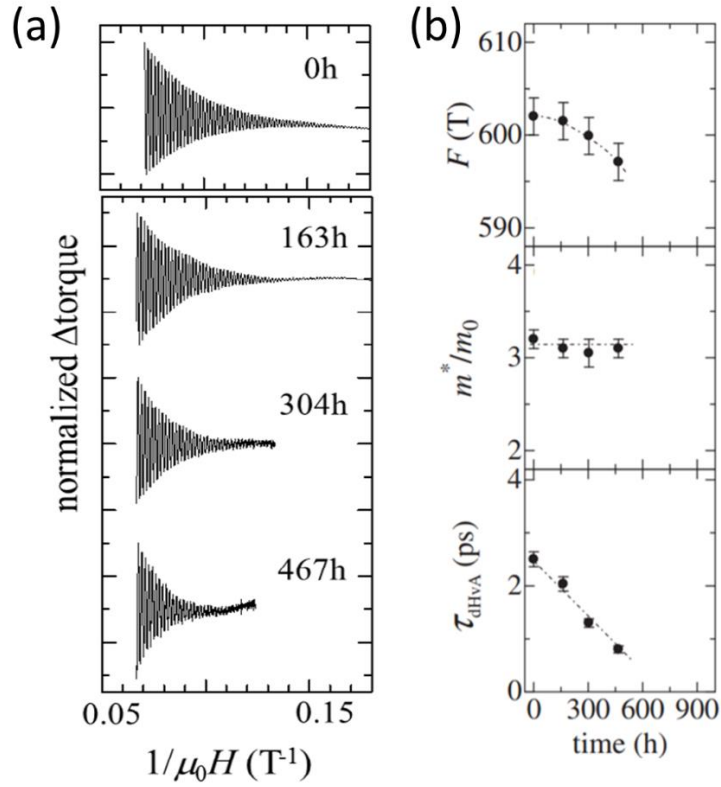 (a)
0h
163h
304h
467h
normalized Δtorque
0.05 0.15
1/μ₀H (T⁻¹)
(b)
610
600
590
F (T)
4
3
2
m*/m₀
4
2
0
τdHvA (ps)
0 300 600 900
time (h)